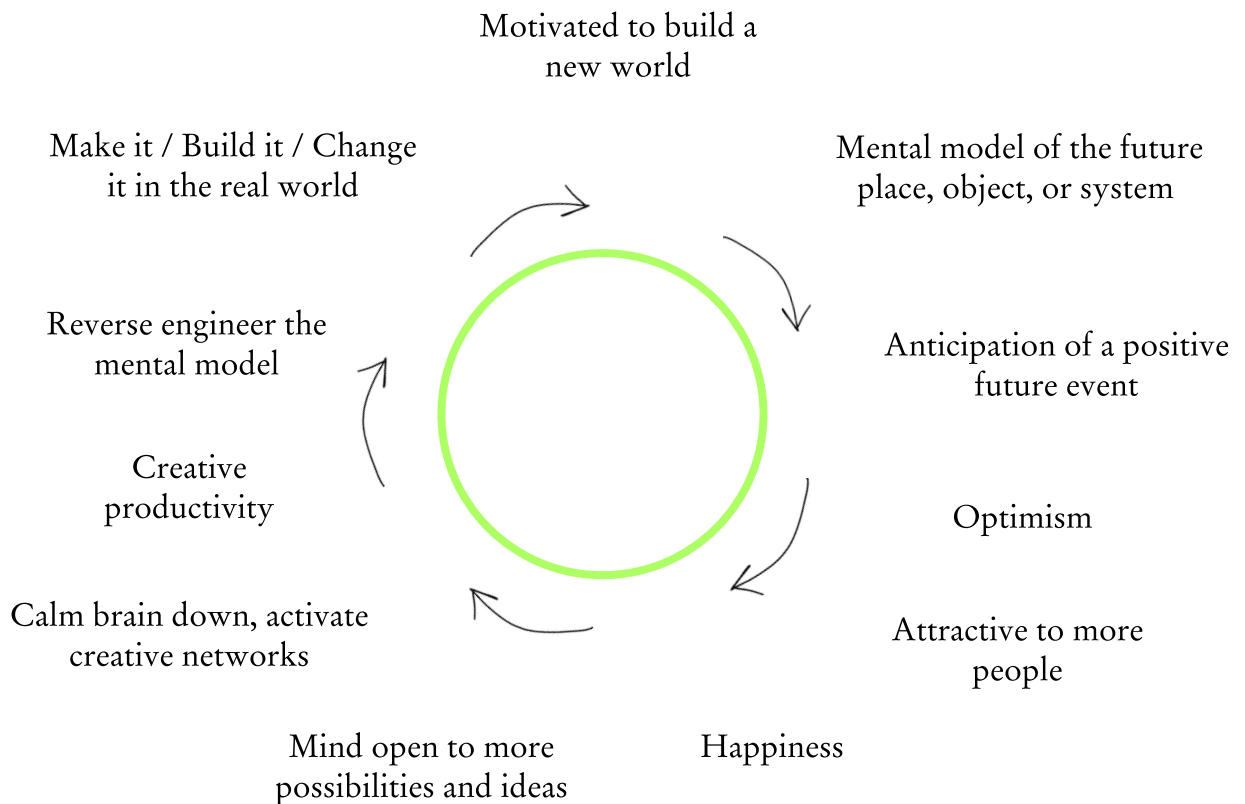 Motivated to build a
new world
Mental model of the future
place, object, or system
Anticipation of a positive
future event
Optimism
Attractive to more
people
Happiness
Mind open to more
possibilities and ideas
Calm brain down, activate
creative networks
Creative
productivity
Reverse engineer the
mental model
Make it / Build it / Change
it in the real world